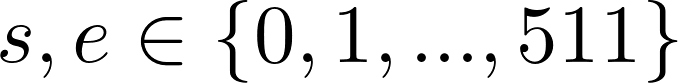 s, e ∈ {0, 1, ..., 511}